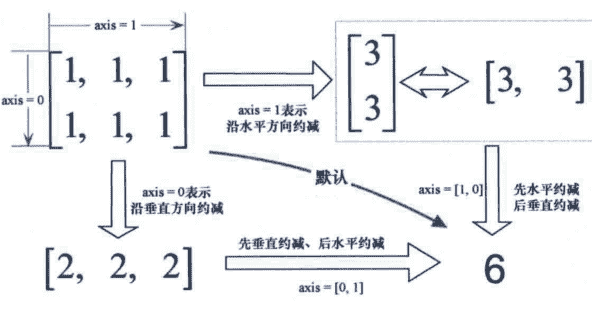 axis = 1
axis = 0
1, 1, 1
1, 1, 1
axis = 1表示
沿水平方向约减
3
3
[3, 3]
axis = 0表示
沿垂直方向约减
默认
axis = [1, 0]
先水平约减
后垂直约减
[2, 2, 2]
先垂直约减、后水平约减
axis = [0, 1]
6